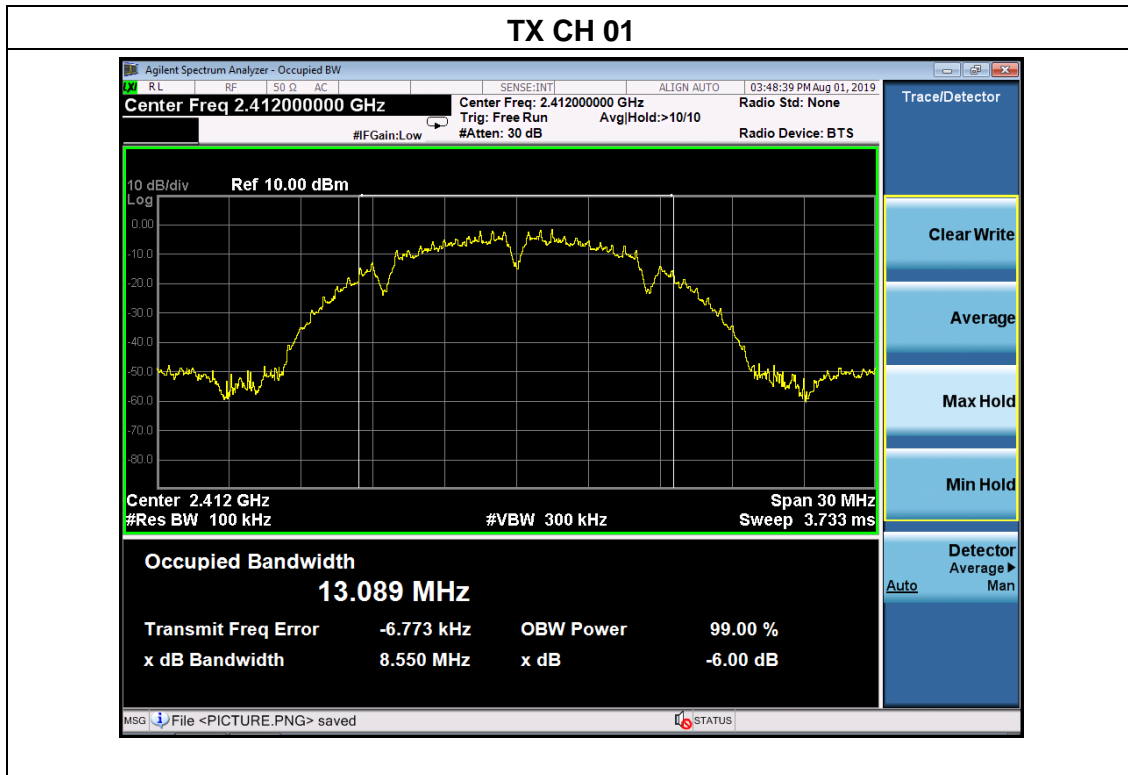 TX CH 01
Agilent Spectrum Analyzer - Occupied BW
LXI RL RF 50 Ω AC SENSE:INT ALIGN AUTO 03:48:39 PM Aug 01, 2019
Center Freq 2.412000000 GHz
Center Freq: 2.412000000 GHz Radio Std: None
Trig: Free Run Avg|Hold:>10/10
#IFGain:Low #Atten: 30 dB Radio Device: BTS
10 dB/div Ref 10.00 dBm
Log
0.00
-10.0
-20.0
-30.0
-40.0
-50.0
-60.0
-70.0
-80.0
Center 2.412 GHz Span 30 MHz
#Res BW 100 kHz #VBW 300 kHz Sweep 3.733 ms
Occupied Bandwidth
13.089 MHz
Transmit Freq Error -6.773 kHz OBW Power 99.00 %
x dB Bandwidth 8.550 MHz x dB -6.00 dB
Trace/Detector
Clear Write
Average
Max Hold
Min Hold
Detector
Average▶
Auto Man
MSG File <PICTURE.PNG> saved STATUS